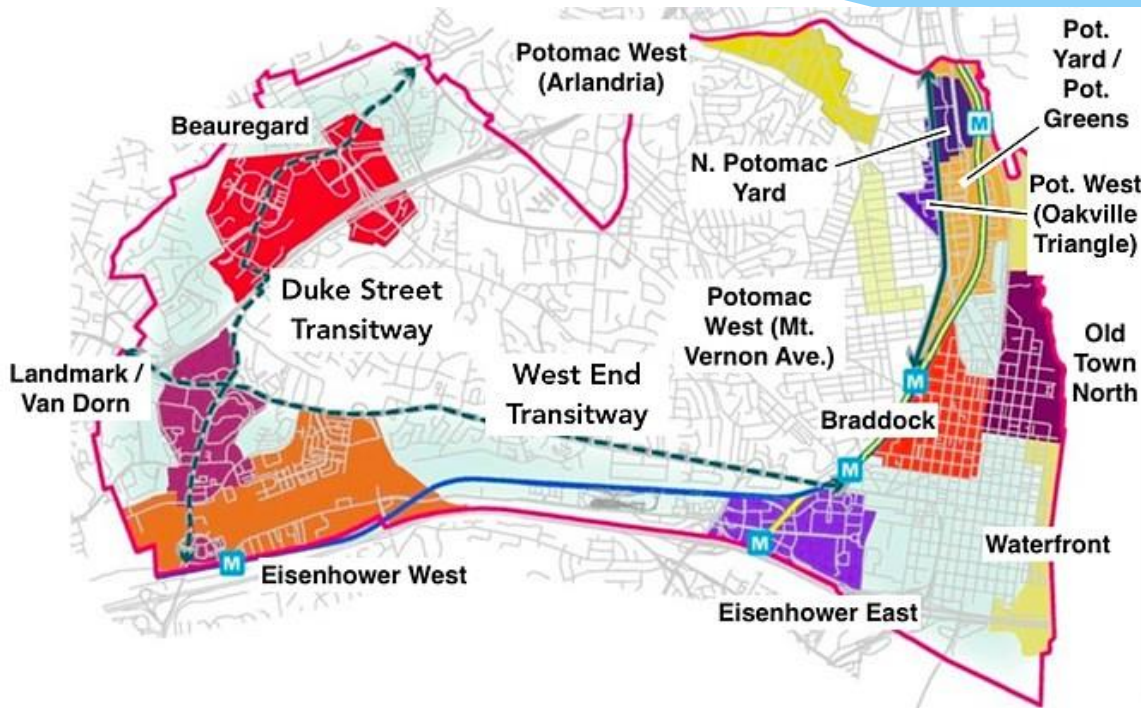 Potomac West
(Arlandria)
Pot.
Yard /
Pot.
Greens
Beauregard
M
N. Potomac
Yard
Pot. West
(Oakville
Triangle)
Duke Street
Transitway
Potomac
West (Mt.
Vernon Ave.)
Old
Town
North
Landmark /
Van Dorn
West End
Transitway
M
Braddock
M
M
Waterfront
M
Eisenhower West
Eisenhower East